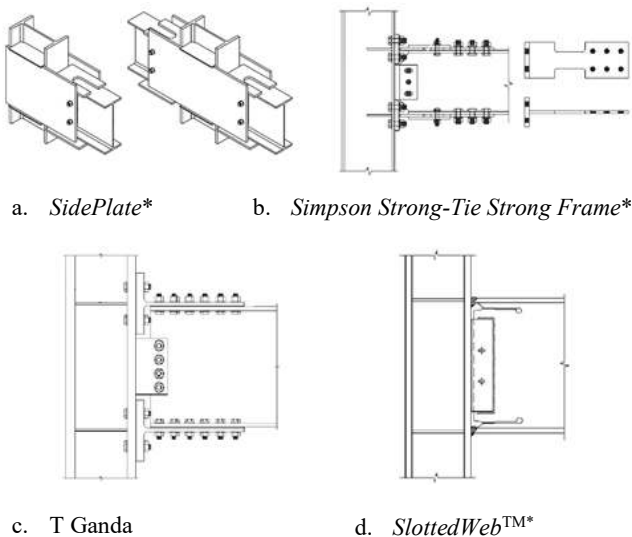 a. SidePlate* b. Simpson Strong-Tie Strong Frame*
c. T Ganda d. SlottedWeb™*